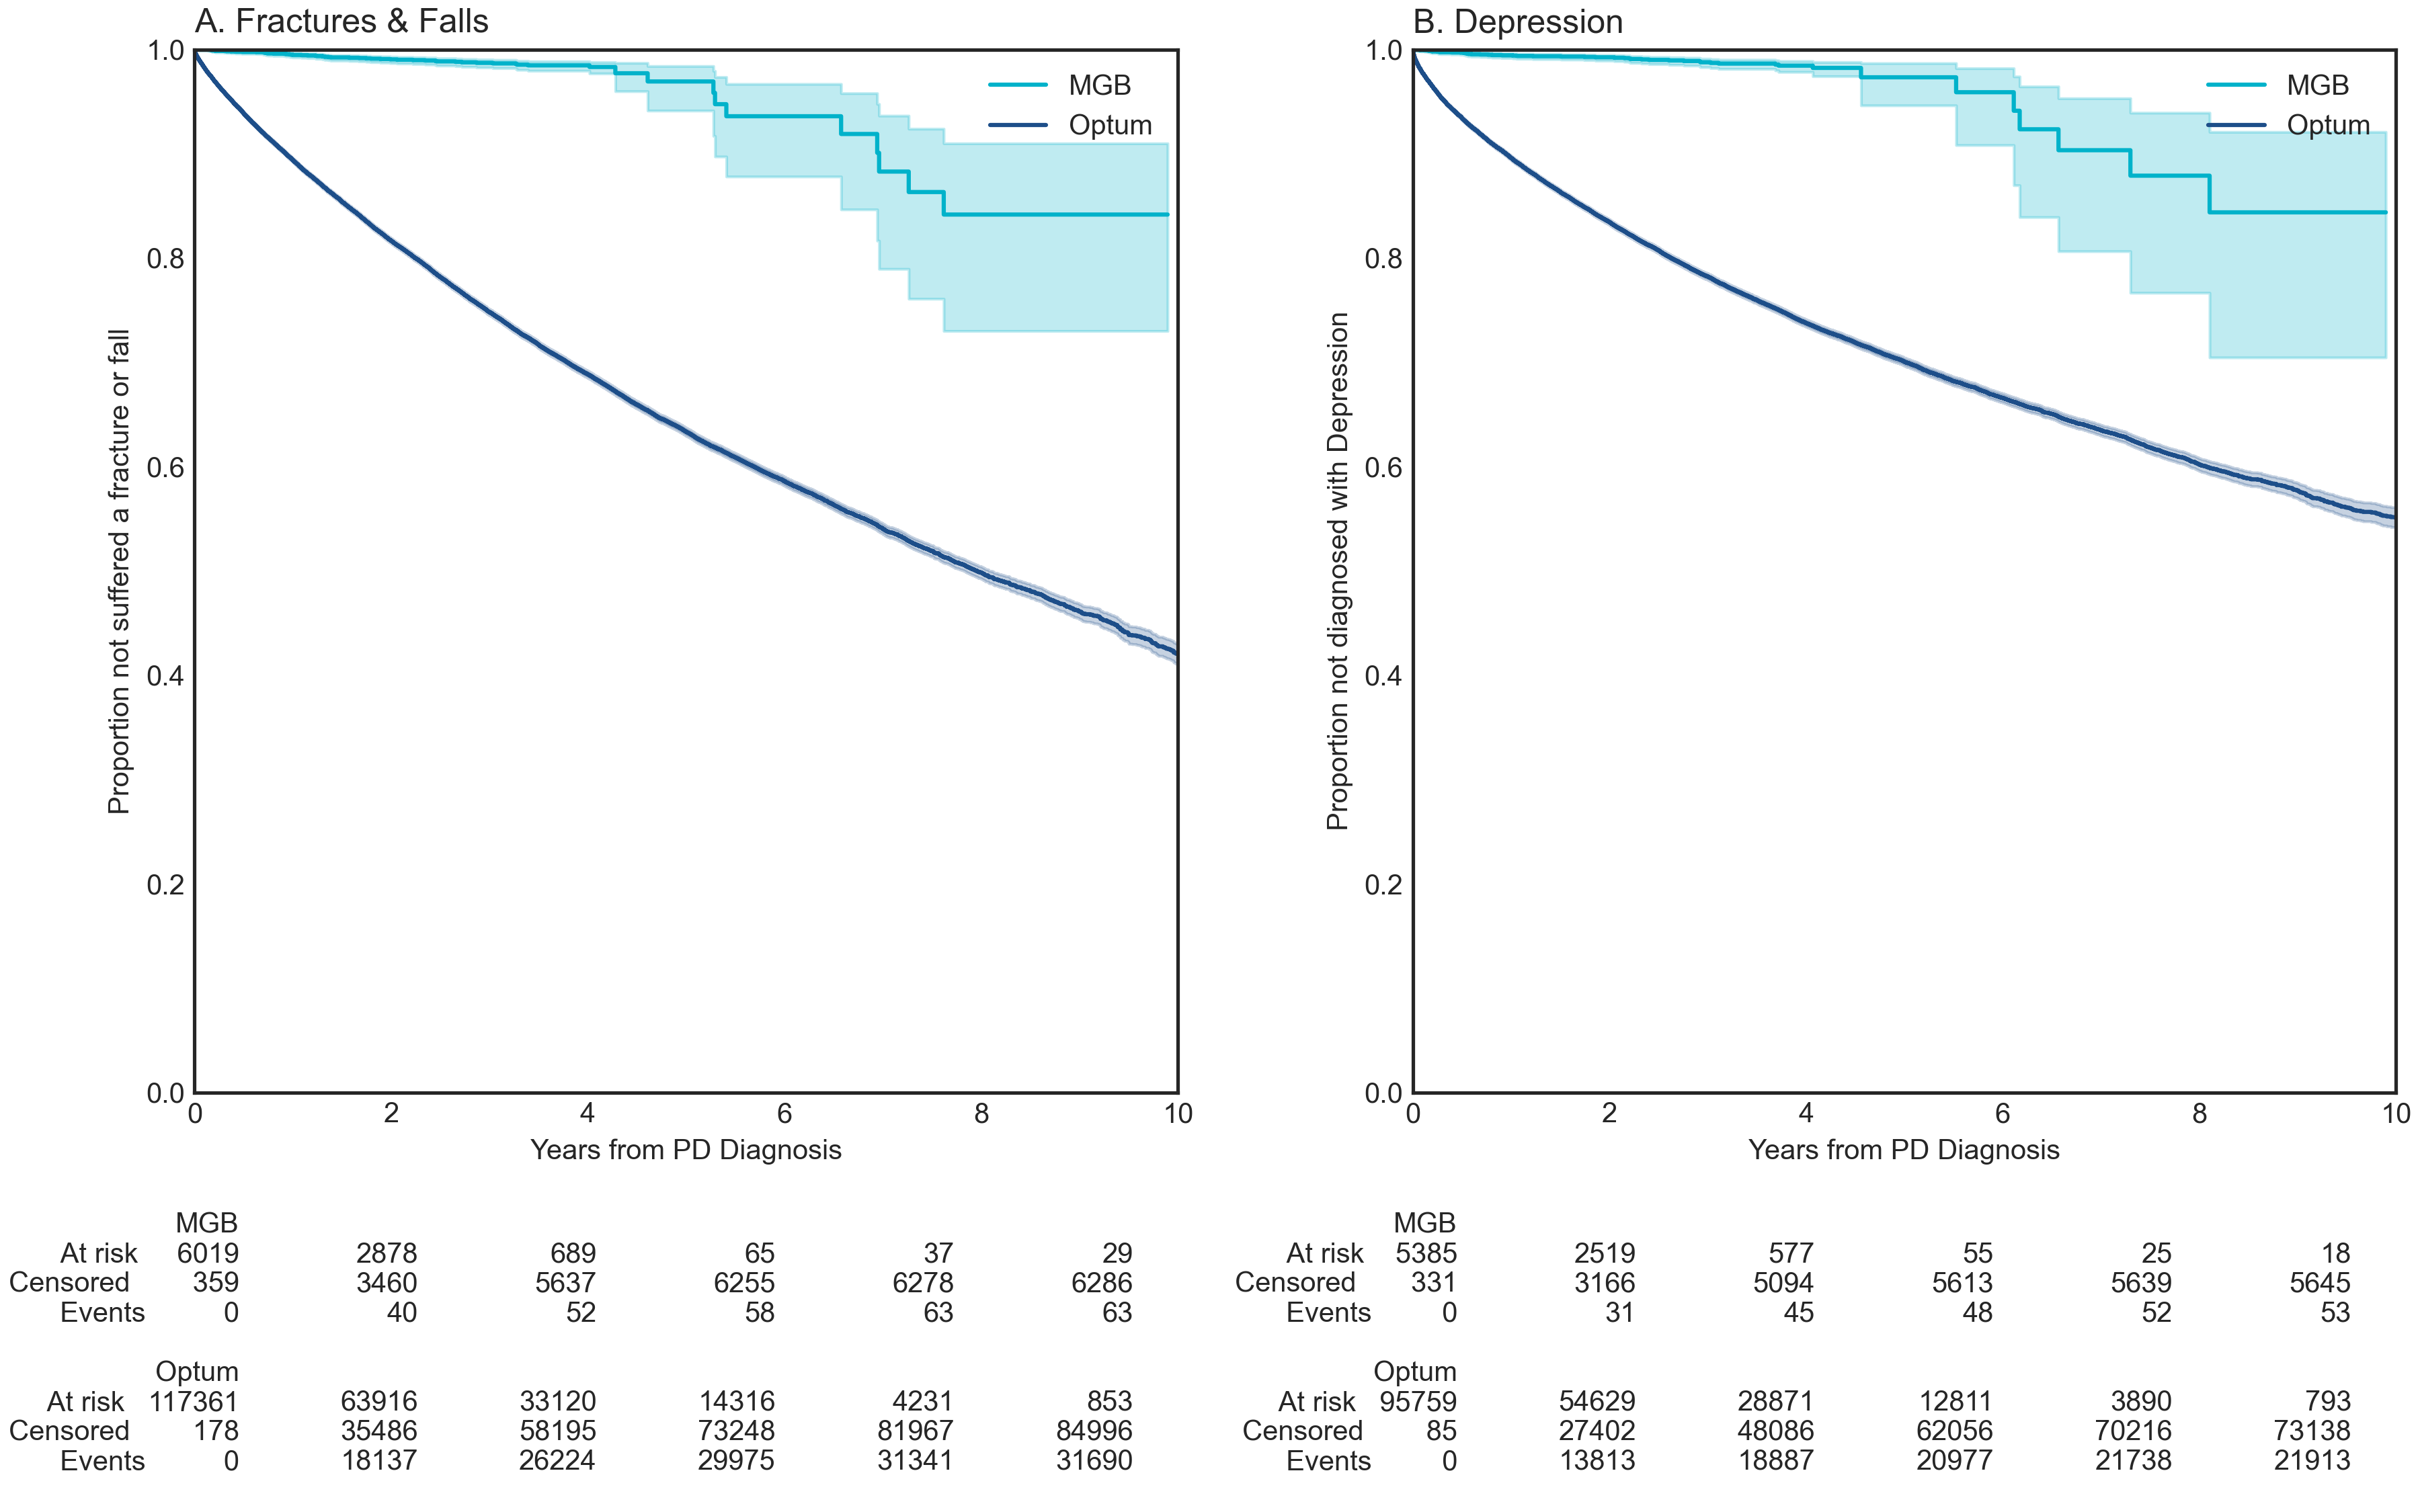 A. Fractures & Falls
1.0
0.8
0.6
0.4
0.2
0.0
Proportion not suffered a fracture or fall
MGB
Optum
0 2 4 6 8 10
Years from PD Diagnosis
MGB
At risk 6019 2878 689 65 37 29
Censored 359 3460 5637 6255 6278 6286
Events 0 40 52 58 63 63
Optum
At risk 117361 63916 33120 14316 4231 853
Censored 178 35486 58195 73248 81967 84996
Events 0 18137 26224 29975 31341 31690
B. Depression
1.0
0.8
0.6
0.4
0.2
0.0
Proportion not diagnosed with Depression
MGB
Optum
0 2 4 6 8 10
Years from PD Diagnosis
MGB
At risk 5385 2519 577 55 25 18
Censored 331 3166 5094 5613 5639 5645
Events 0 31 45 48 52 53
Optum
At risk 95759 54629 28871 12811 3890 793
Censored 85 27402 48086 62056 70216 73138
Events 0 13813 18887 20977 21738 21913